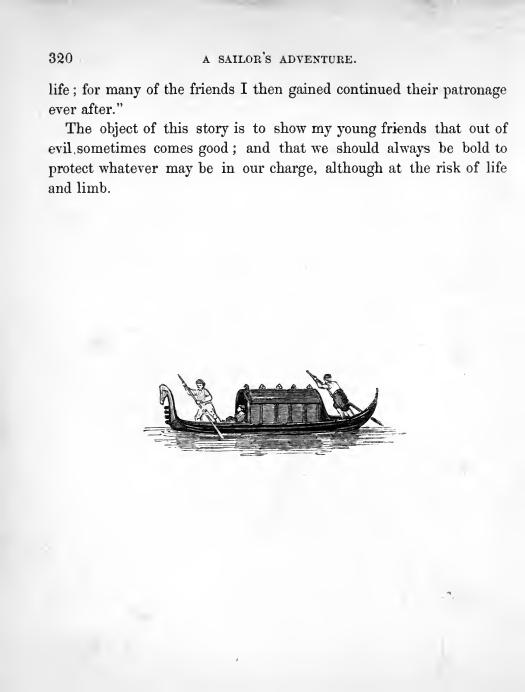 320 A SAILOR'S ADVENTURE.
life; for many of the friends I then gained continued their patronage
ever after."
The object of this story is to show my young friends that out of
evil sometimes comes good; and that we should always be bold to
protect whatever may be in our charge, although at the risk of life
and limb.